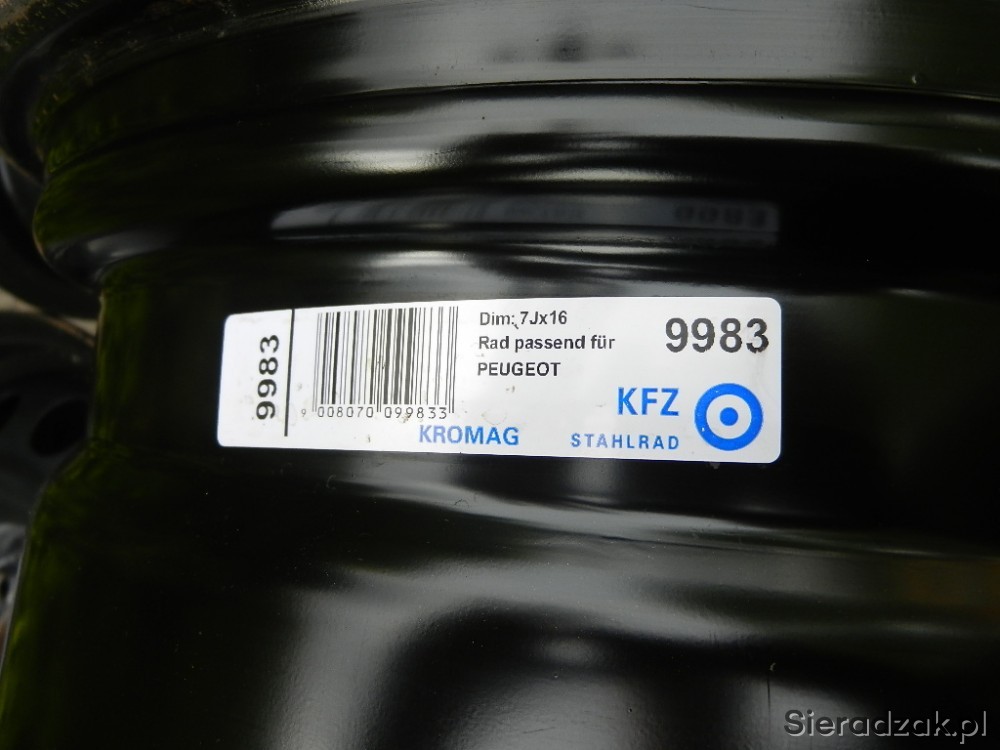 9983
9 008070 099833
Dim: 7Jx16
Rad passend für
PEUGEOT
9983
KFZ
KROMAG
STAHLRAD
Sieradzak.pl